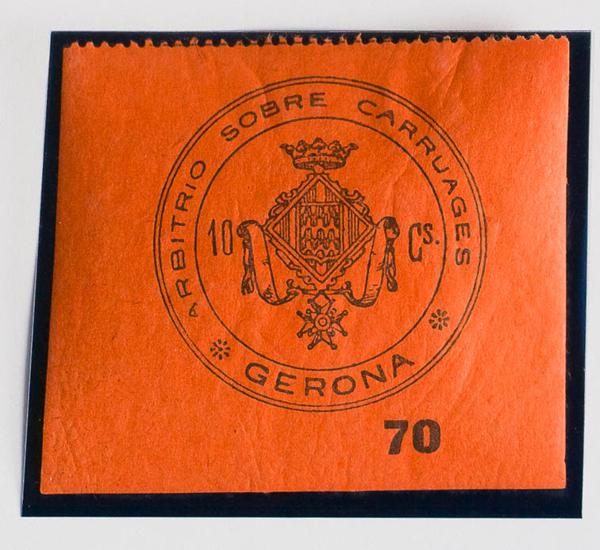 ARBITRIO SOBRE CARRUAGES
10 Cs.
GERONA
70